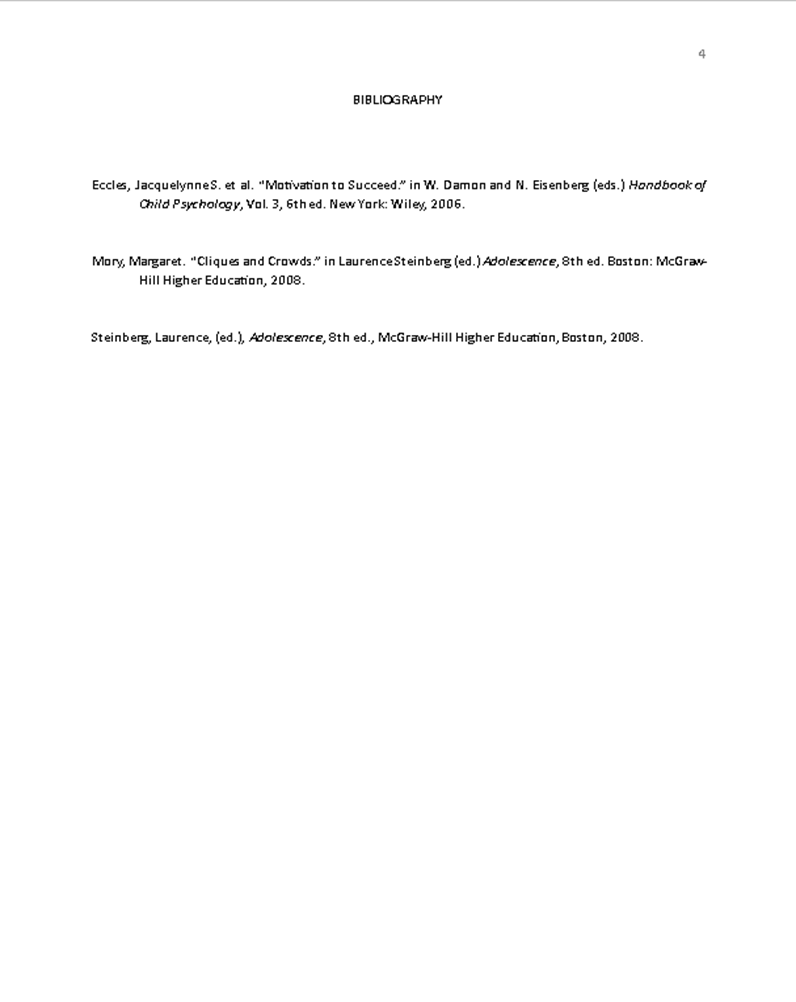 4
BIBLIOGRAPHY
Eccles, Jacquelynne S. et al. "Motivation to Succeed." in W. Damon and N. Eisenberg (eds.) Handbook of
Child Psychology, Vol. 3, 6th ed. New York: Wiley, 2006.
Mory, Margaret. "Cliques and Crowds." in Laurence Steinberg (ed.) Adolescence, 8th ed. Boston: McGraw-
Hill Higher Education, 2008.
Steinberg, Laurence, (ed.), Adolescence, 8th ed., McGraw-Hill Higher Education, Boston, 2008.